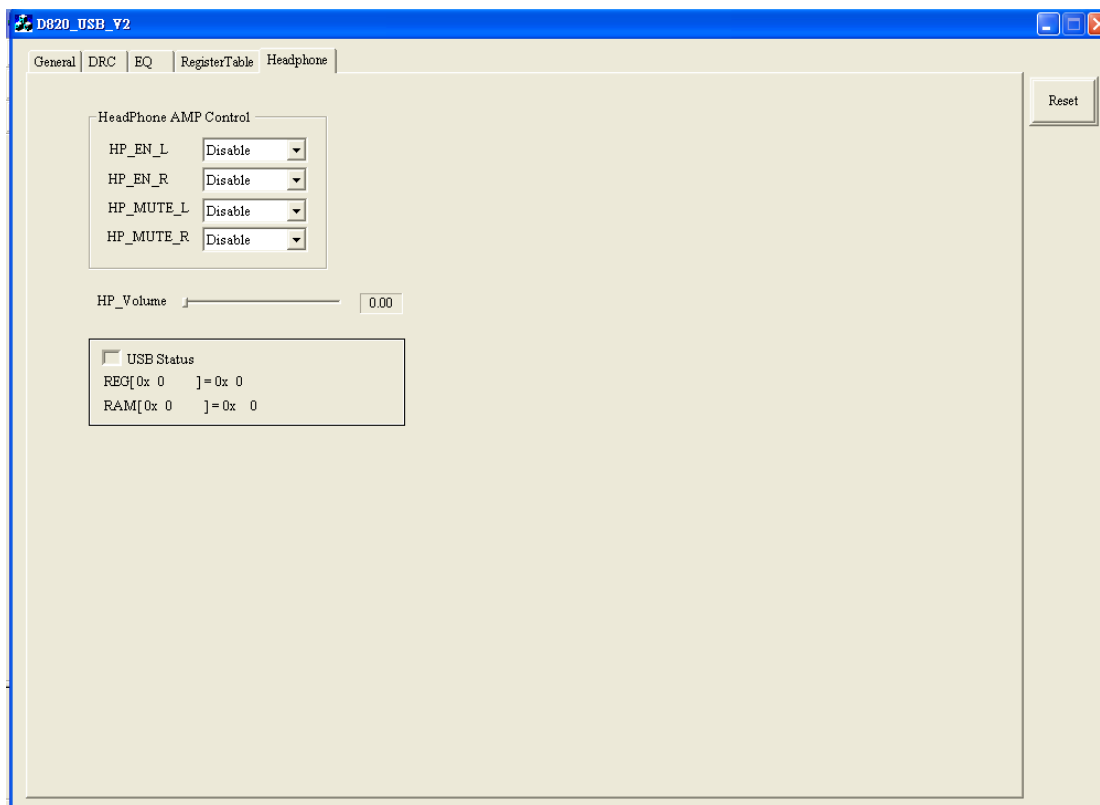 D820_USB_V2
General DRC EQ RegisterTable Headphone
Reset
HeadPhone AMP Control
HP_EN_L Disable
HP_EN_R Disable
HP_MUTE_L Disable
HP_MUTE_R Disable
HP_Volume 0.00
USB Status
REG[ 0x 0 ] = 0x 0
RAM[ 0x 0 ] = 0x 0